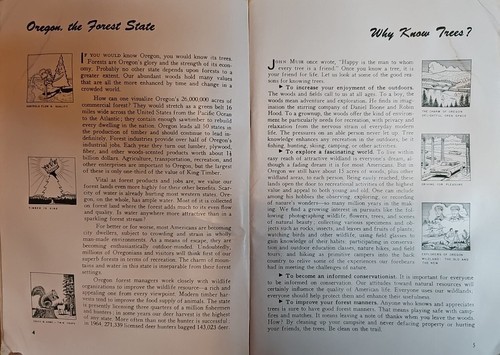 Oregon, the Forest State
IF YOU WOULD know Oregon, you would know its trees.
Forests are Oregon's glory and the strength of its econ-
omy. Probably no other state depends upon forests to a
greater extent. Our abundant woods hold many values
that are all the more enhanced by time and change in a
crowded world.
How can one visualize Oregon's 26,000,000 acres of
commercial forest? They would stretch as a green belt 16
miles wide across the United States from the Pacific Ocean
to the Atlantic; they contain enough sawtimber to rebuild
every dwelling in the nation. Oregon leads all 50 states in
the production of timber and should continue to lead in-
definitely. Forest industries provide over half of Oregon's
industrial jobs. Each year they turn out lumber, plywood,
fiber, and other wood-sourced products worth about 1¼
billion dollars. Agriculture, transportation, recreation, and
other enterprises are important to Oregon, but the largest
of these is only one-third of the value of King Timber.
Vital as forest products and jobs are, we value our
forest lands even more highly for their other benefits. Scar-
city of water is already limiting most western states. Ore-
gon, on the whole, has ample water. Most of it is collected
on forest land where the forest adds much to its even flow
and quality. Is water anywhere more attractive than in a
sparkling forest stream?
For better or for worse, most Americans are becoming
city dwellers, subject to crowding and strain in wholly
man-made environments. As a means of escape, they are
becoming enthusiastically outdoor-minded. Undoubtedly,
millions of Oregonians and visitors will think first of our
superb forests in terms of recreation. The charm of moun-
tains and water in this state is inseparable from their forest
settings.
Oregon forest managers work closely with wildlife
organizations to improve the wildlife resource—a rich and
appealing one from every viewpoint. Modern timber har-
vests tend to improve the food supply of animals. The state
is presently licensing three quarters of a million fishermen
and hunters; in some years our deer harvest is the highest
of any state. More often than not the hunter is successful:
in 1964, 271,339 licensed deer hunters bagged 143,023 deer.
TIMBER IS KING
4
Why Know Trees?
JOHN MUIR once wrote, "Happy is the man to whom
every tree is a friend." Once you know a tree, it is
your friend for life. Let us look at some of the good rea-
sons for knowing trees.
► To increase your enjoyment of the outdoors.
The woods and fields call to us at all ages. To a boy, the
woods mean adventure and exploration. He finds in imag-
ination the stirring company of Daniel Boone and Robin
Hood. To a grownup, the woods offer the kind of environ-
ment he particularly needs for recreation, with privacy and
relaxation from the nervous strain of everyday modern
life. The pressures on us able person never let up. Tree
knowledge enhances any recreation in the outdoors, be it
fishing, hunting, skiing, camping, or other activities.
► To explore a fascinating world. To live within
easy reach of attractive wildland is everyone's dream, al-
though a fading dream it is for most Americans. But in
Oregon we still have about 13 acres of woods, plus other
wildland areas, to each person. Being easily reached, these
lands open the door to recreational activities of the highest
value and appeal to both young and old. One can include
among his hobbies the observing, exploring, or recording
of nature's wonders—as many millions do in the main.
We find a growing interest in projects like the fol-
lowing: photographing wildlife, flowers, trees, and scenes
of natural beauty; collecting various specimens and ob-
jects such as rocks, insects, and leaves and fruits of plants;
watching birds and other wildlife, using field glasses to
gain knowledge of their habits; participating in conserva-
tion and outdoor education classes, nature hikes, and field
tours; and hiking as primitive campers into the back
country to relive some of the experiences our forebears
had in meeting the challenges of nature.
► To become an informed conservationist. It is important for everyone
to be informed on conservation. Our attitudes toward natural resources will
certainly influence the quality of American life. Everyone uses our wildlands;
everyone should help protect them and enhance their usefulness.
► To improve your forest manners. Anyone who knows and appreciates
trees is sure to have good forest manners. That means playing safe with camp-
fires and matches. It means leaving a scene as tidy when you leave the woods.
How? By cleaning up your campsite and never defacing property or hurting
your friends, the trees. Be clean on the trail.
5